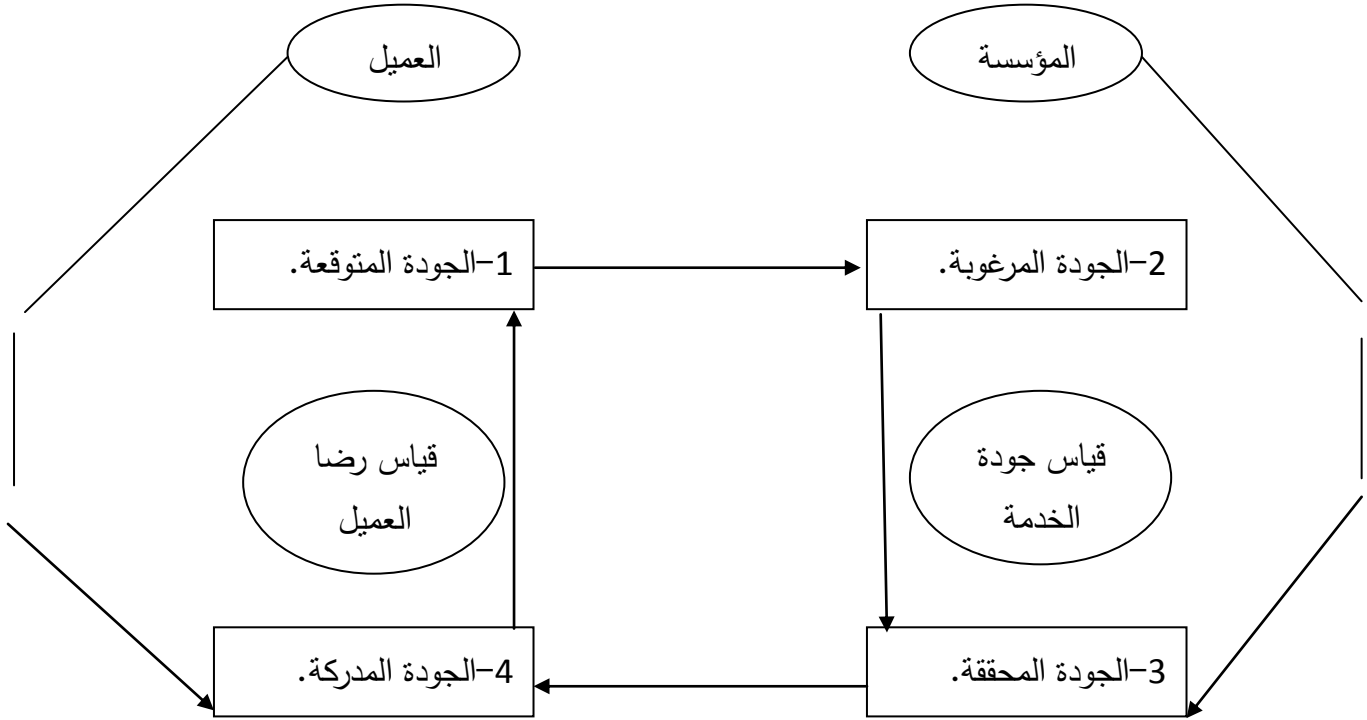 المؤسسة
العميل
2-الجودة المرغوبة.
1-الجودة المتوقعة.
قياس جودة
الخدمة
قياس رضا
العميل
3-الجودة المحققة.
4-الجودة المدركة.